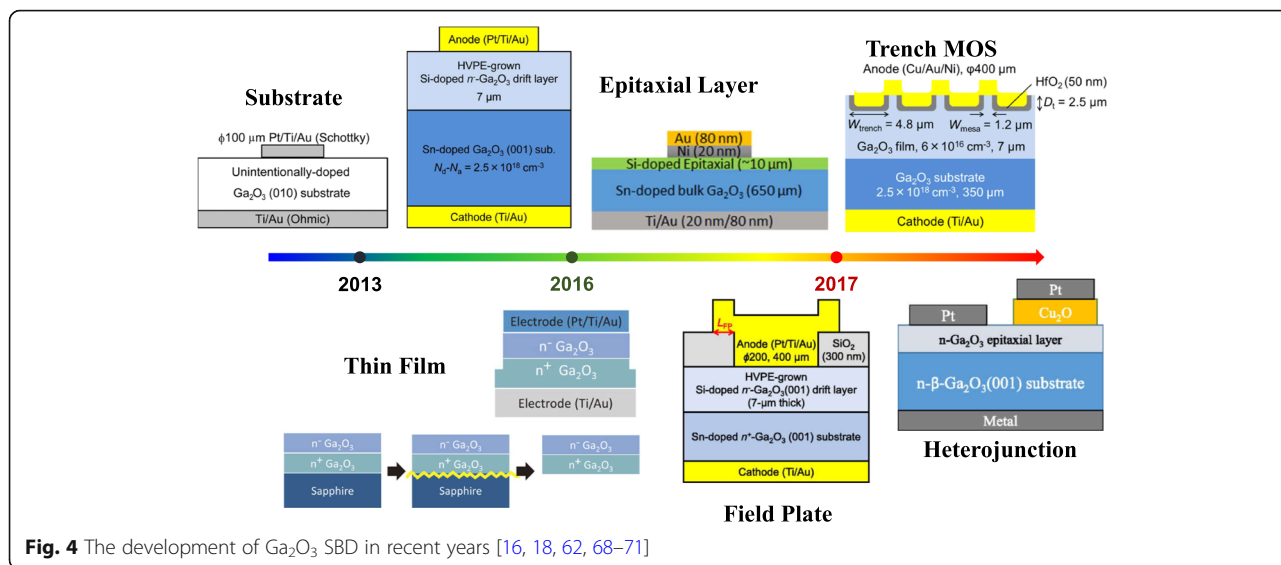 Substrate
ϕ100 μm Pt/Ti/Au (Schottky)
Unintentionally-doped
Ga₂O₃ (010) substrate
Ti/Au (Ohmic)
Anode (Pt/Ti/Au)
HVPE-grown
Si-doped n⁻-Ga₂O₃ drift layer
7 μm
Sn-doped Ga₂O₃ (001) sub.
Nd-Na = 2.5 × 10¹⁸ cm⁻³
Cathode (Ti/Au)
Epitaxial Layer
Au (80 nm)
Ni (20 nm)
Si-doped Epitaxial (~10 μm)
Sn-doped bulk Ga₂O₃ (650 μm)
Ti/Au (20 nm/80 nm)
Trench MOS
Anode (Cu/Au/Ni), φ400 μm
HfO₂ (50 nm)
Dt = 2.5 μm
Wtrench = 4.8 μm
Wmesa = 1.2 μm
Ga₂O₃ film, 6 × 10¹⁶ cm⁻³, 7 μm
Ga₂O₃ substrate
2.5 × 10¹⁸ cm⁻³, 350 μm
Cathode (Ti/Au)
2013
2016
2017
Thin Film
Electrode (Pt/Ti/Au)
n⁻ Ga₂O₃
n⁺ Ga₂O₃
Electrode (Ti/Au)
n⁻ Ga₂O₃
n⁺ Ga₂O₃
Sapphire
n⁻ Ga₂O₃
n⁺ Ga₂O₃
Sapphire
n⁻ Ga₂O₃
n⁺ Ga₂O₃
LFP
Anode (Pt/Ti/Au)
ϕ200, 400 μm
SiO₂
(300 nm)
HVPE-grown
Si-doped n⁻-Ga₂O₃(001) drift layer
(7-μm thick)
Sn-doped n⁺-Ga₂O₃ (001) substrate
Cathode (Ti/Au)
Field Plate
Pt
Pt
Cu₂O
n-Ga₂O₃ epitaxial layer
n-β-Ga₂O₃(001) substrate
Metal
Heterojunction
Fig. 4 The development of Ga₂O₃ SBD in recent years [16, 18, 62, 68–71]